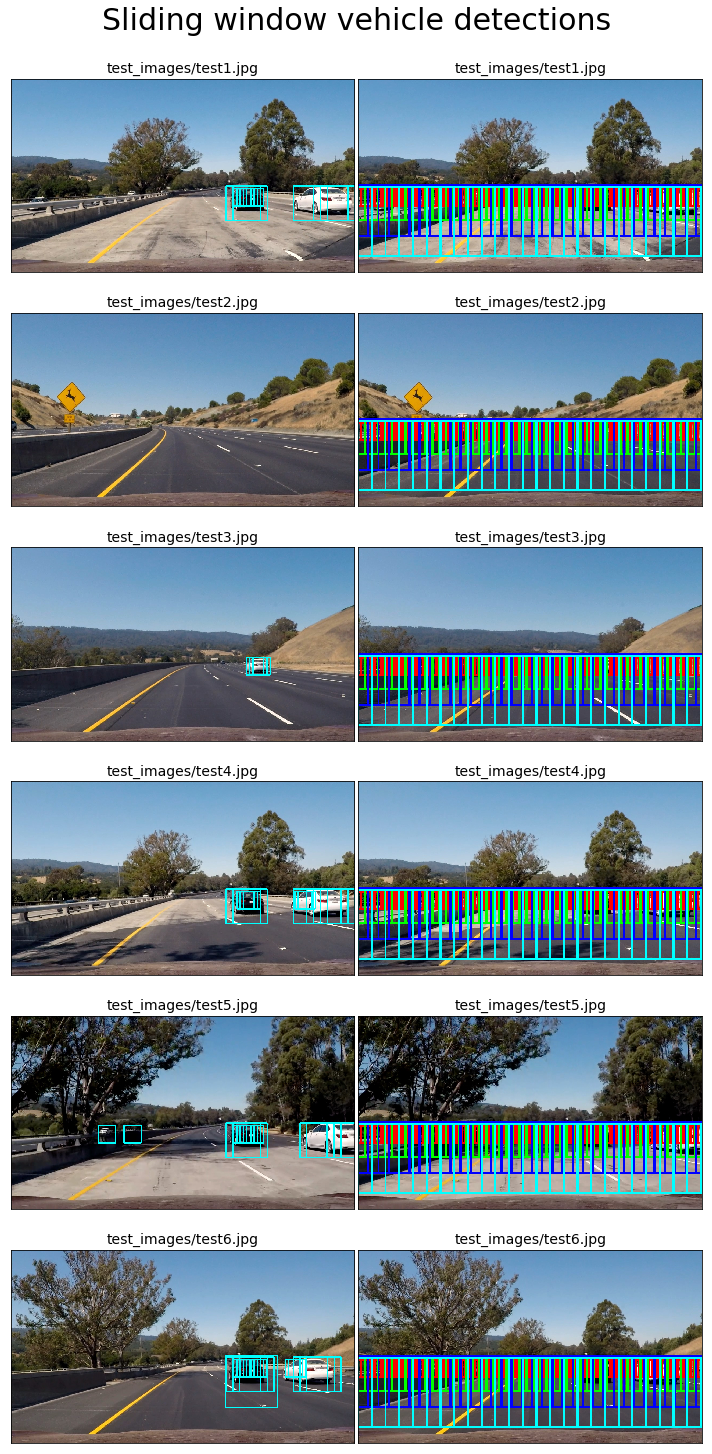 Sliding window vehicle detections
test_images/test1.jpg test_images/test1.jpg
test_images/test2.jpg test_images/test2.jpg
test_images/test3.jpg test_images/test3.jpg
test_images/test4.jpg test_images/test4.jpg
test_images/test5.jpg test_images/test5.jpg
test_images/test6.jpg test_images/test6.jpg